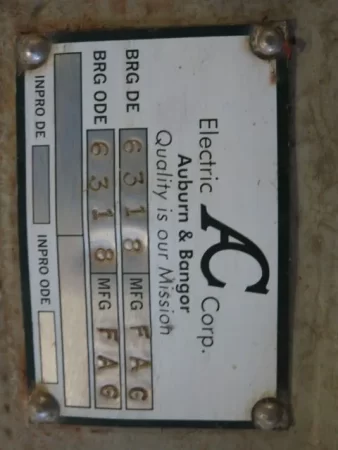 A-C
Electric Corp.
Auburn & Bangor
Quality is our Mission
BRG DE 6318 MFG FAG
BRG ODE 6318 MFG FAG
INPRO DE INPRO ODE